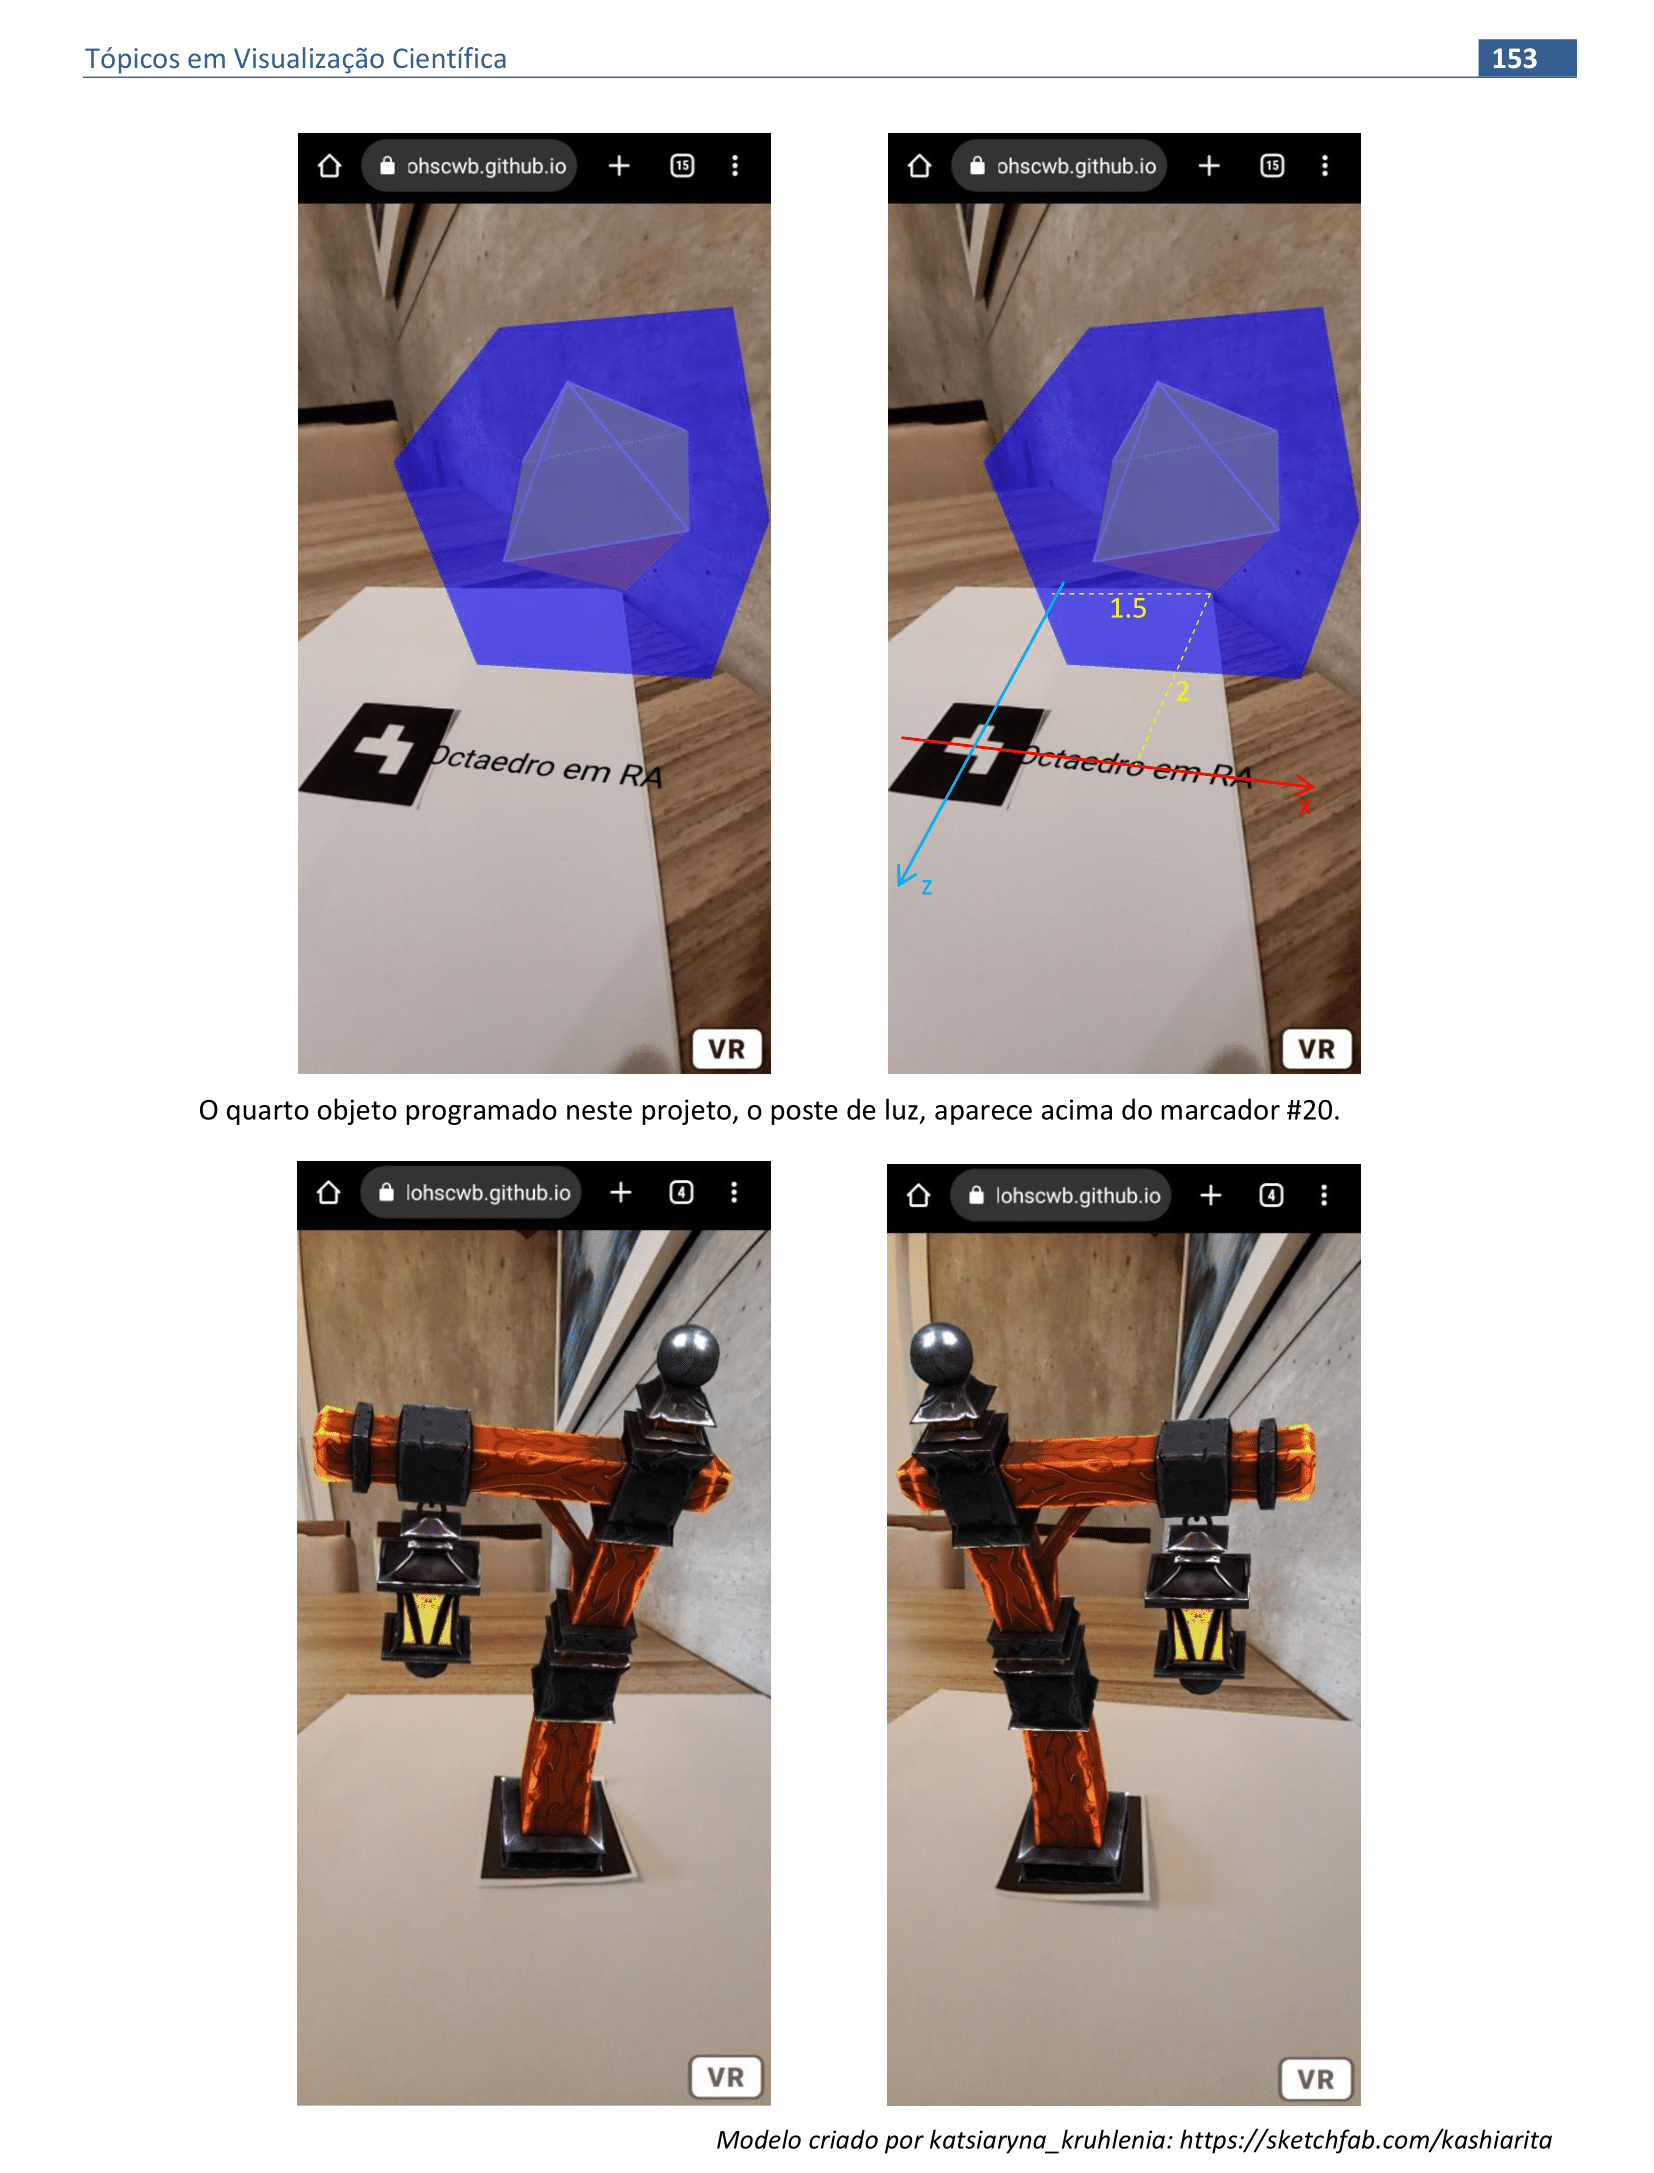 Tópicos em Visualização Científica
153
ohscwb.github.io
15
ohscwb.github.io
15
1.5
2
Octaedro em RA
Octaedro em RA
x
z
VR
VR
O quarto objeto programado neste projeto, o poste de luz, aparece acima do marcador #20.
lohscwb.github.io
4
lohscwb.github.io
4
VR
VR
Modelo criado por katsiaryna_kruhlenia: https://sketchfab.com/kashiarita